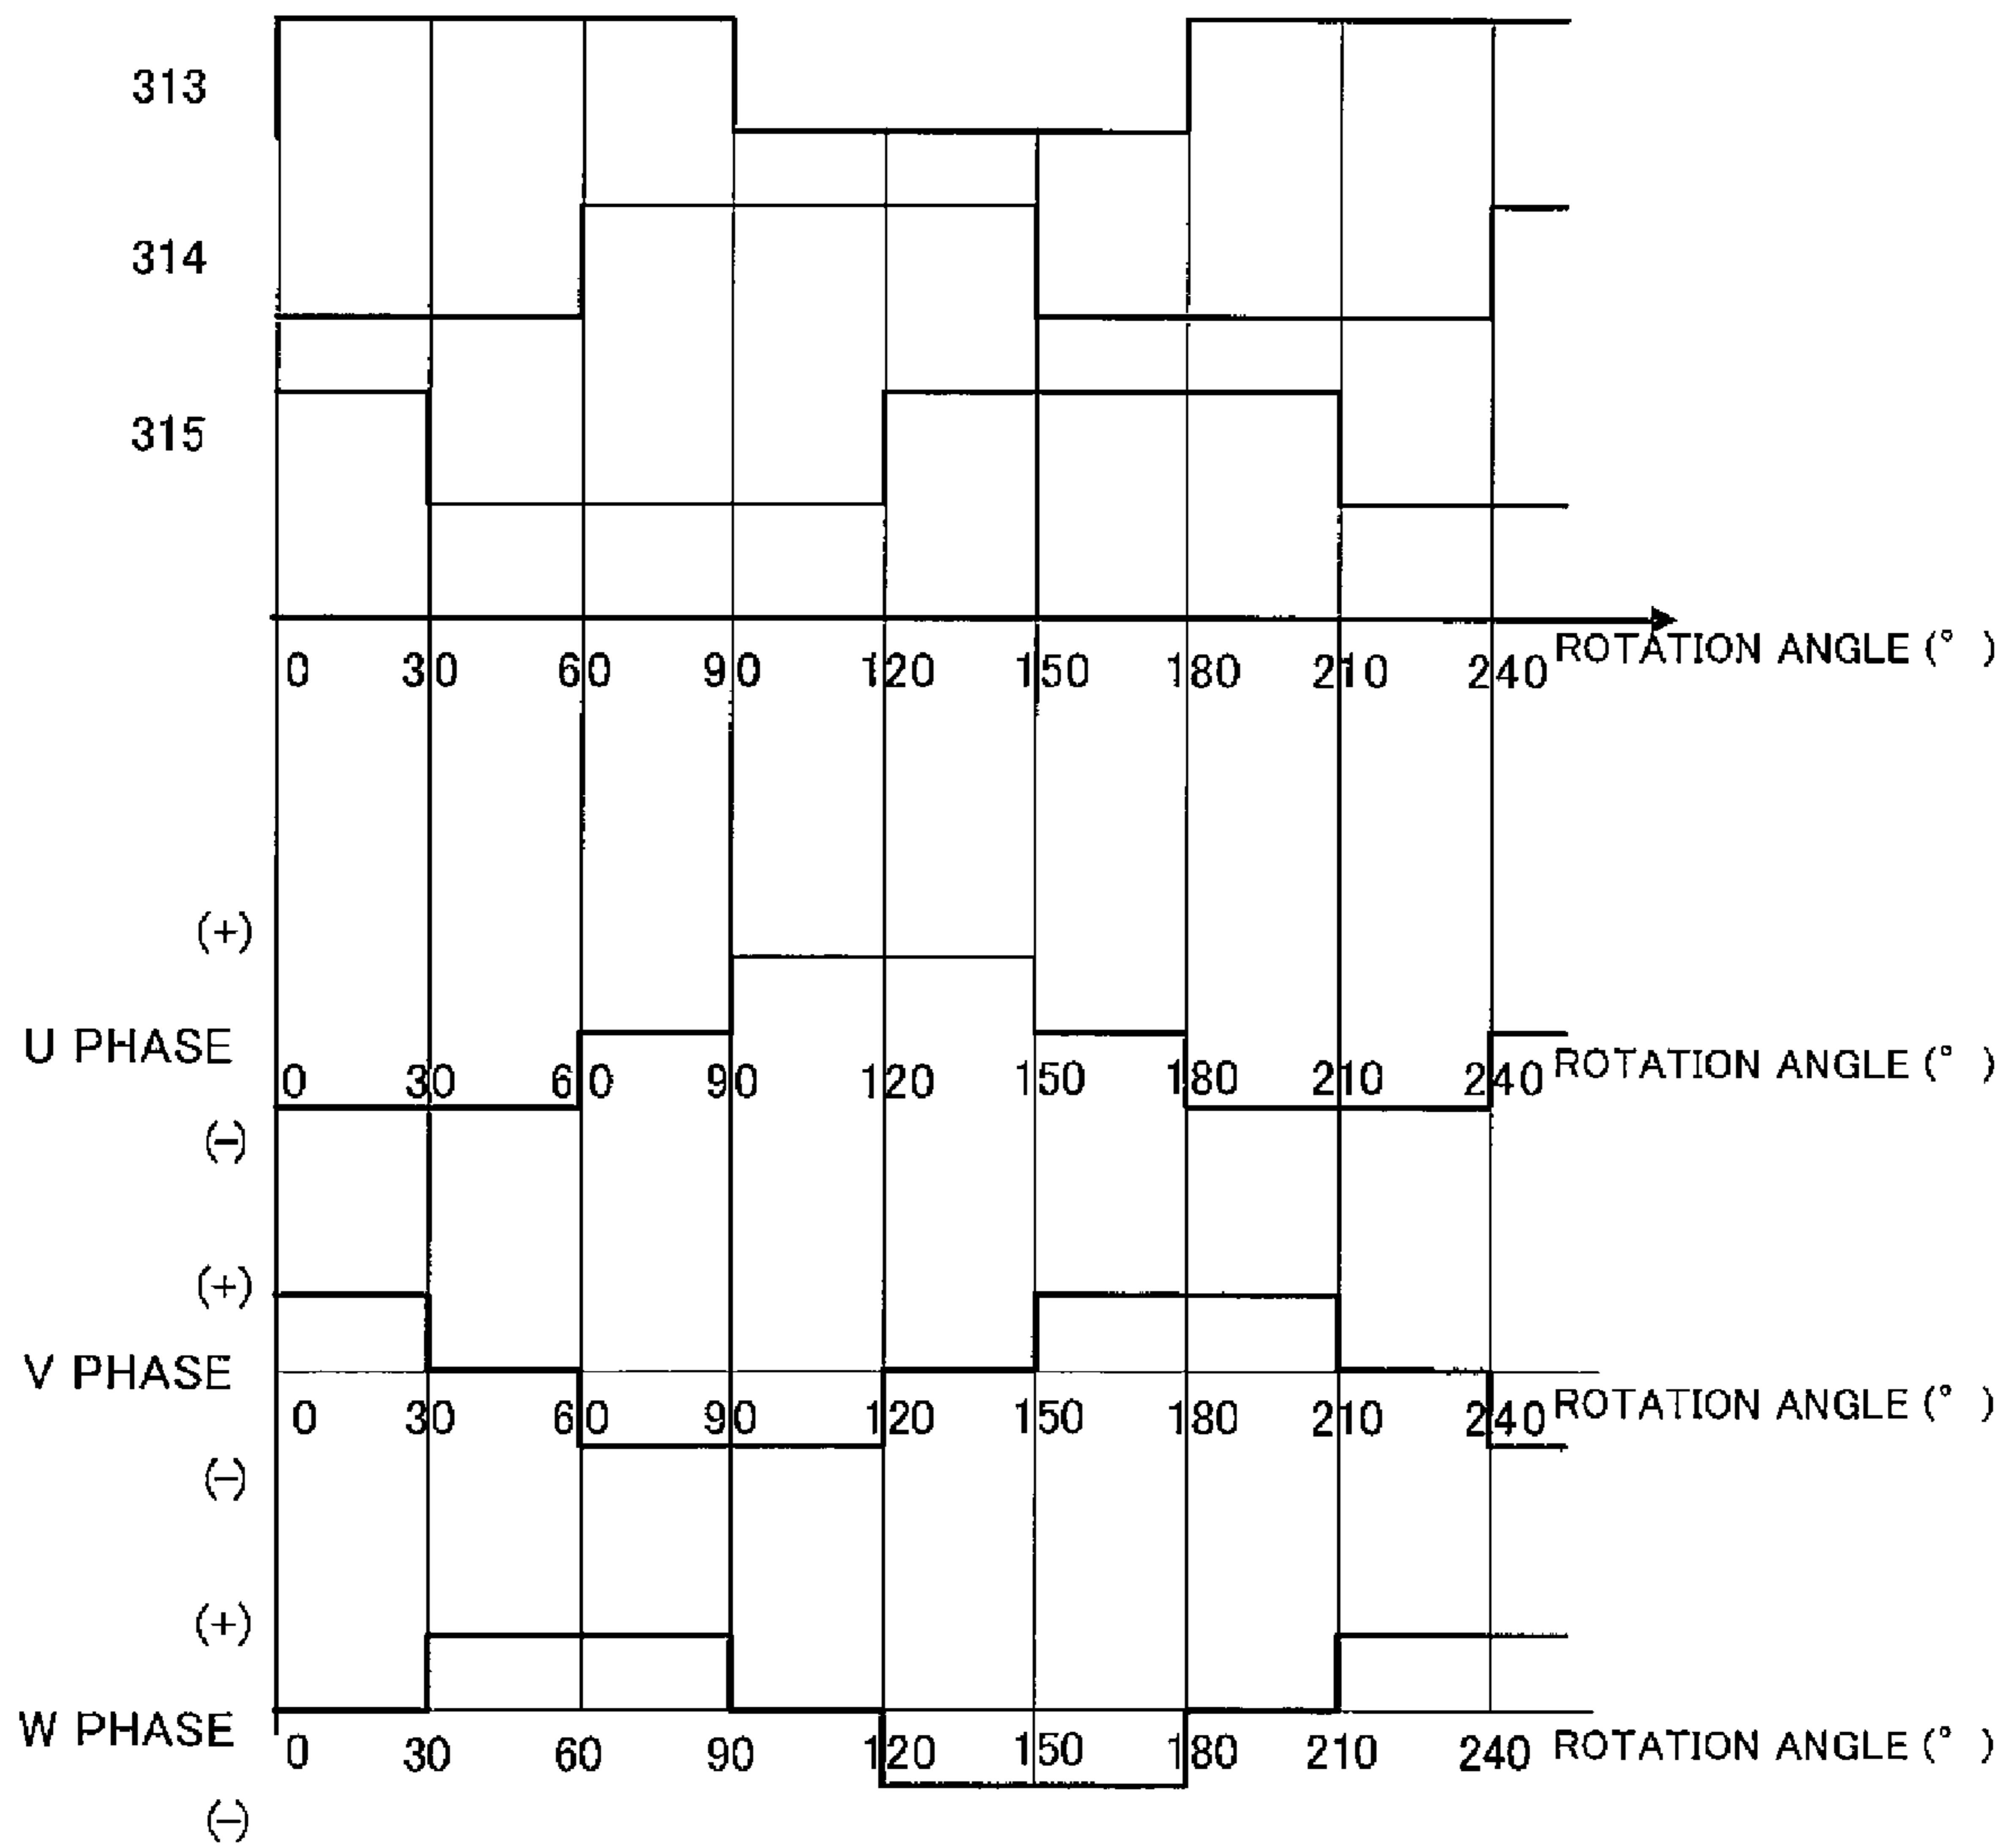 313
314
315
0 30 60 90 120 150 180 210 240 ROTATION ANGLE (° )
(+)
U PHASE
0 30 60 90 120 150 180 210 240 ROTATION ANGLE (° )
(−)
(+)
V PHASE
0 30 60 90 120 150 180 210 240 ROTATION ANGLE (° )
(−)
(+)
W PHASE
0 30 60 90 120 150 180 210 240 ROTATION ANGLE (° )
(−)